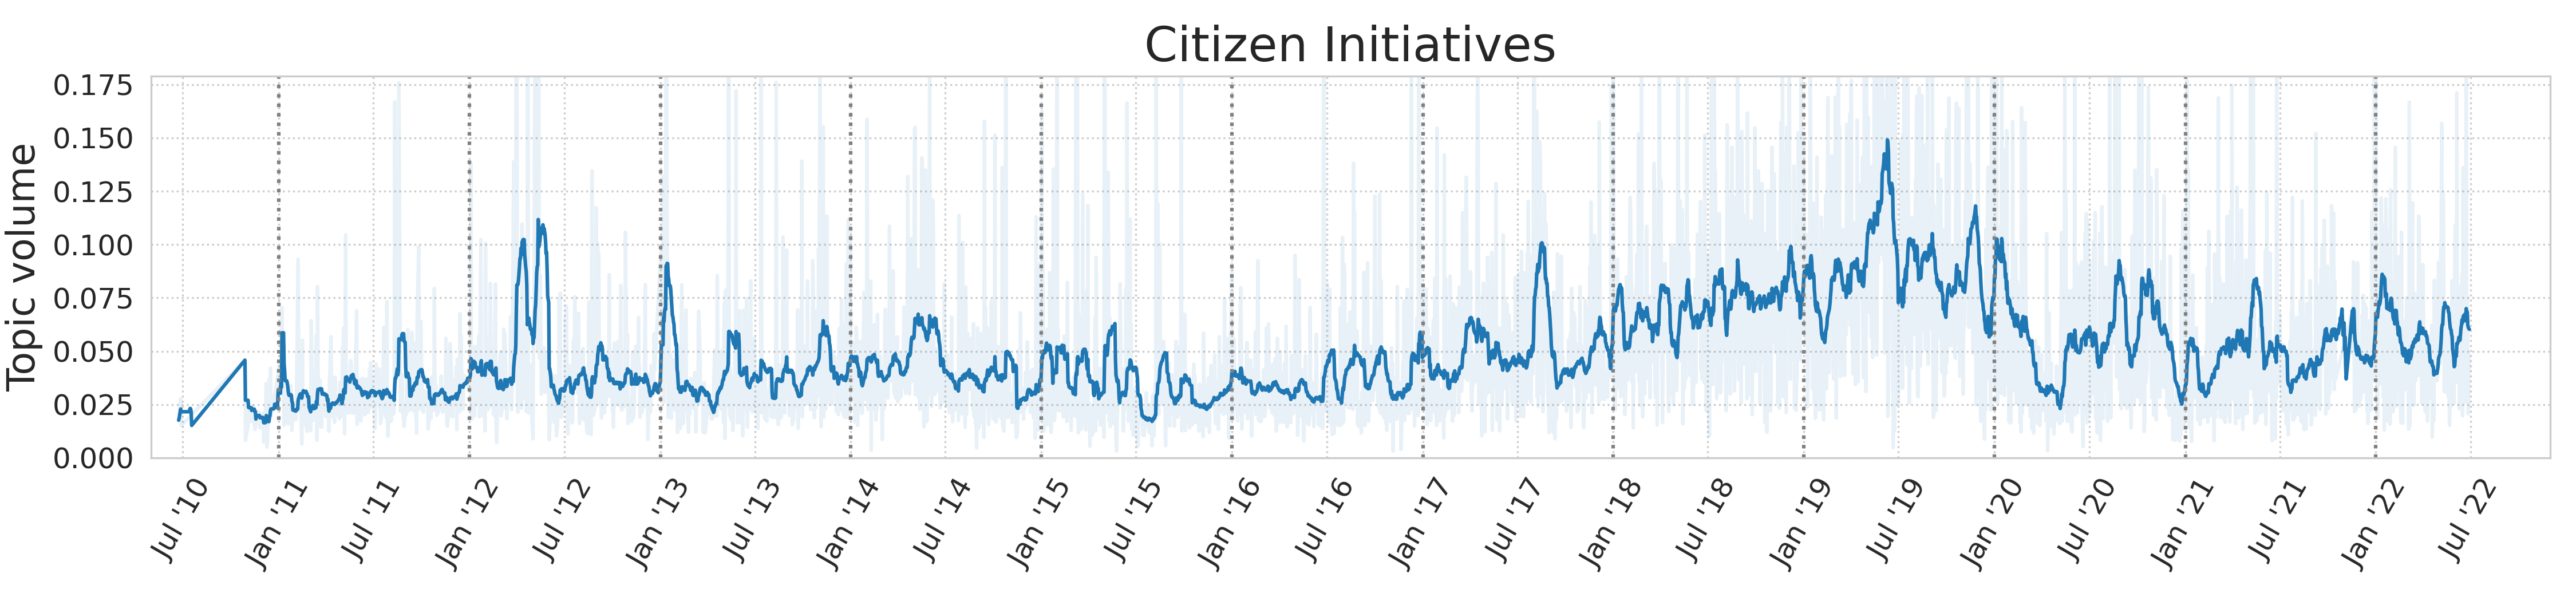 Citizen Initiatives
Topic volume
0.175
0.150
0.125
0.100
0.075
0.050
0.025
0.000
Jul '10
Jan '11
Jul '11
Jan '12
Jul '12
Jan '13
Jul '13
Jan '14
Jul '14
Jan '15
Jul '15
Jan '16
Jul '16
Jan '17
Jul '17
Jan '18
Jul '18
Jan '19
Jul '19
Jan '20
Jul '20
Jan '21
Jul '21
Jan '22
Jul '22